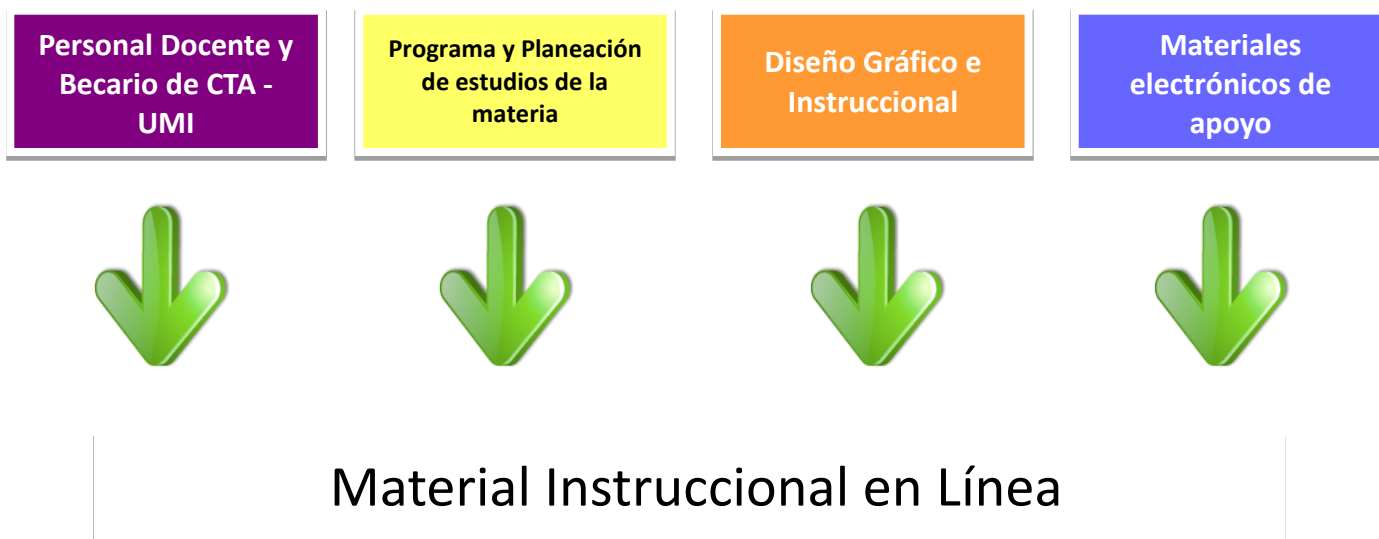 Personal Docente y
Becario de CTA -
UMI
Programa y Planeación
de estudios de la
materia
Diseño Gráfico e
Instruccional
Materiales
electrónicos de
apoyo
Material Instruccional en Línea